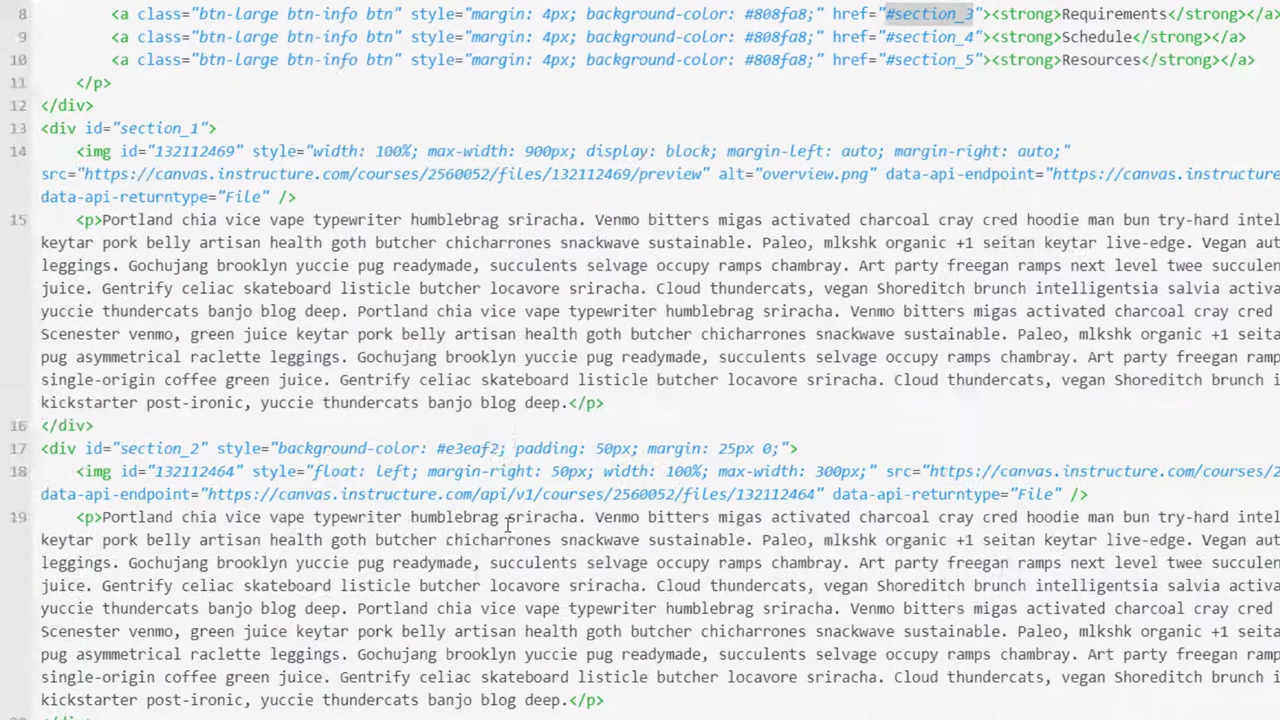 8 <a class="btn-large btn-info btn" style="margin: 4px; background-color: #808fa8;" href="#section_3"><strong>Requirements</strong></a>
9 <a class="btn-large btn-info btn" style="margin: 4px; background-color: #808fa8;" href="#section_4"><strong>Schedule</strong></a>
10 <a class="btn-large btn-info btn" style="margin: 4px; background-color: #808fa8;" href="#section_5"><strong>Resources</strong></a>
11 </p>
12 </div>
13 <div id="section_1">
14 <img id="132112469" style="width: 100%; max-width: 900px; display: block; margin-left: auto; margin-right: auto;"
src="https://canvas.instructure.com/courses/2560052/files/132112469/preview" alt="overview.png" data-api-endpoint="https://canvas.instructure
data-api-returntype="File" />
15 <p>Portland chia vice vape typewriter humblebrag sriracha. Venmo bitters migas activated charcoal cray cred hoodie man bun try-hard intel
keytar pork belly artisan health goth butcher chicharrones snackwave sustainable. Paleo, mlkshk organic +1 seitan keytar live-edge. Vegan aut
leggings. Gochujang brooklyn yuccie pug readymade, succulents selvage occupy ramps chambray. Art party freegan ramps next level twee succulen
juice. Gentrify celiac skateboard listicle butcher locavore sriracha. Cloud thundercats, vegan Shoreditch brunch intelligentsia salvia activa
yuccie thundercats banjo blog deep. Portland chia vice vape typewriter humblebrag sriracha. Venmo bitters migas activated charcoal cray cred
Scenester venmo, green juice keytar pork belly artisan health goth butcher chicharrones snackwave sustainable. Paleo, mlkshk organic +1 seita
pug asymmetrical raclette leggings. Gochujang brooklyn yuccie pug readymade, succulents selvage occupy ramps chambray. Art party freegan ramp
single-origin coffee green juice. Gentrify celiac skateboard listicle butcher locavore sriracha. Cloud thundercats, vegan Shoreditch brunch i
kickstarter post-ironic, yuccie thundercats banjo blog deep.</p>
16 </div>
17 <div id="section_2" style="background-color: #e3eaf2; padding: 50px; margin: 25px 0;">
18 <img id="132112464" style="float: left; margin-right: 50px; width: 100%; max-width: 300px;" src="https://canvas.instructure.com/courses/2
data-api-endpoint="https://canvas.instructure.com/api/v1/courses/2560052/files/132112464" data-api-returntype="File" />
19 <p>Portland chia vice vape typewriter humblebrag sriracha. Venmo bitters migas activated charcoal cray cred hoodie man bun try-hard intel
keytar pork belly artisan health goth butcher chicharrones snackwave sustainable. Paleo, mlkshk organic +1 seitan keytar live-edge. Vegan aut
leggings. Gochujang brooklyn yuccie pug readymade, succulents selvage occupy ramps chambray. Art party freegan ramps next level twee succulen
juice. Gentrify celiac skateboard listicle butcher locavore sriracha. Cloud thundercats, vegan Shoreditch brunch intelligentsia salvia activa
yuccie thundercats banjo blog deep. Portland chia vice vape typewriter humblebrag sriracha. Venmo bitters migas activated charcoal cray cred
Scenester venmo, green juice keytar pork belly artisan health goth butcher chicharrones snackwave sustainable. Paleo, mlkshk organic +1 seita
pug asymmetrical raclette leggings. Gochujang brooklyn yuccie pug readymade, succulents selvage occupy ramps chambray. Art party freegan ramp
single-origin coffee green juice. Gentrify celiac skateboard listicle butcher locavore sriracha. Cloud thundercats, vegan Shoreditch brunch i
kickstarter post-ironic, yuccie thundercats banjo blog deep.</p>